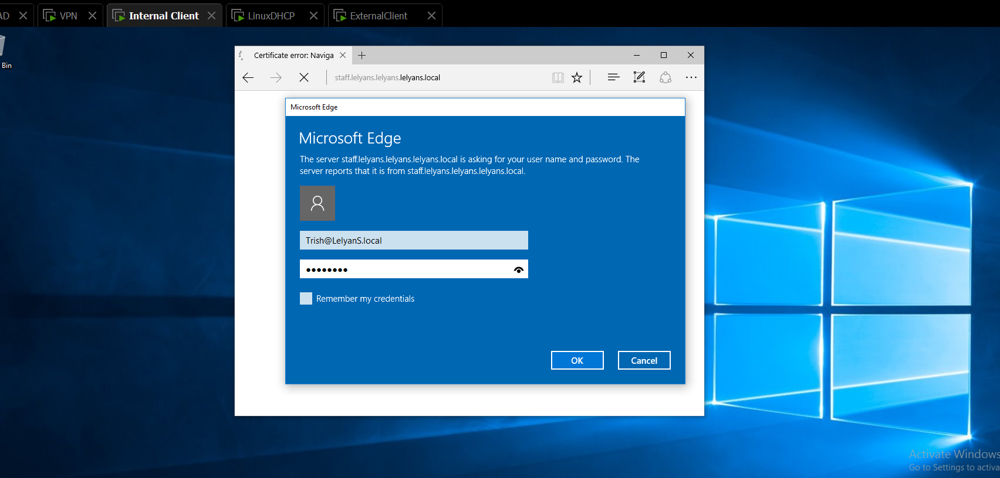 AD VPN Internal Client LinuxDHCP ExternalClient
Bin
Certificate error: Naviga
staff.lelyans.lelyans.lelyans.local
Microsoft Edge
Microsoft Edge
The server staff.lelyans.lelyans.lelyans.local is asking for your user name and password. The
server reports that it is from staff.lelyans.lelyans.lelyans.local.
Trish@LelyanS.local
Remember my credentials
OK Cancel
Activate Windows
Go to Settings to activa